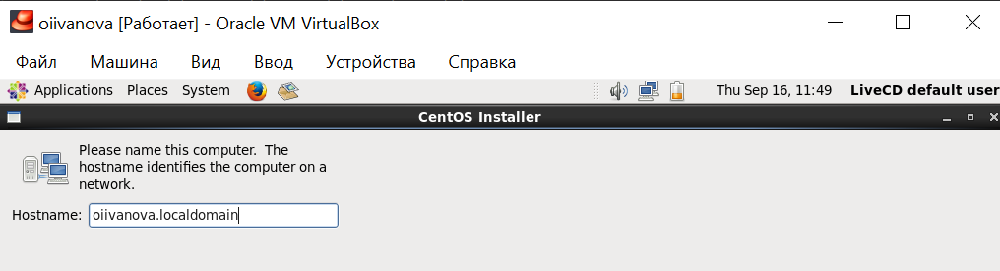 oiivanova [Работает] - Oracle VM VirtualBox
Файл Машина Вид Ввод Устройства Справка
Applications Places System Thu Sep 16, 11:49 LiveCD default user
CentOS Installer
Please name this computer. The
hostname identifies the computer on a
network.
Hostname: oiivanova.localdomain